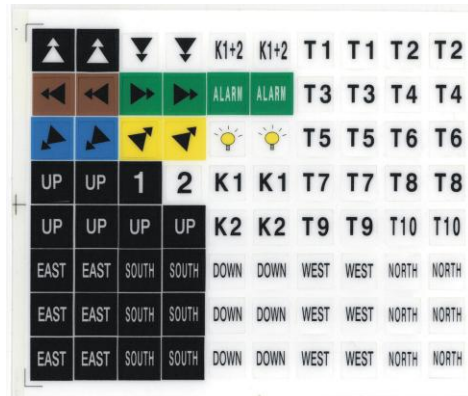 K1+2 K1+2 T1 T1 T2 T2
ALARM ALARM T3 T3 T4 T4
T5 T5 T6 T6
UP UP 1 2 K1 K1 T7 T7 T8 T8
UP UP UP UP K2 K2 T9 T9 T10 T10
EAST EAST SOUTH SOUTH DOWN DOWN WEST WEST NORTH NORTH
EAST EAST SOUTH SOUTH DOWN DOWN WEST WEST NORTH NORTH
EAST EAST SOUTH SOUTH DOWN DOWN WEST WEST NORTH NORTH